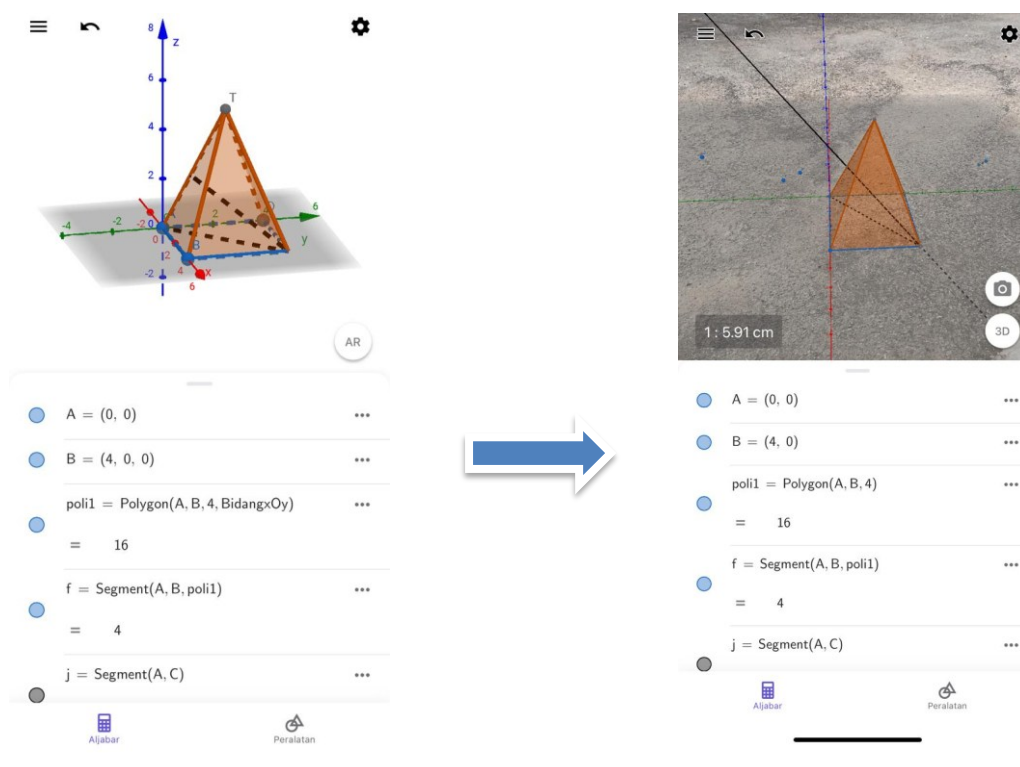 8
z
6
T
4
2
6
-4
-2
-2
0
2
y
0
B
2
-2
4
x
6
AR
A = (0, 0)
B = (4, 0, 0)
poli1 = Polygon(A, B, 4, BidangxOy)
= 16
f = Segment(A, B, poli1)
= 4
j = Segment(A, C)
Aljabar
Peralatan
1 : 5.91 cm
3D
A = (0, 0)
B = (4, 0)
poli1 = Polygon(A, B, 4)
= 16
f = Segment(A, B, poli1)
= 4
j = Segment(A, C)
Aljabar
Peralatan